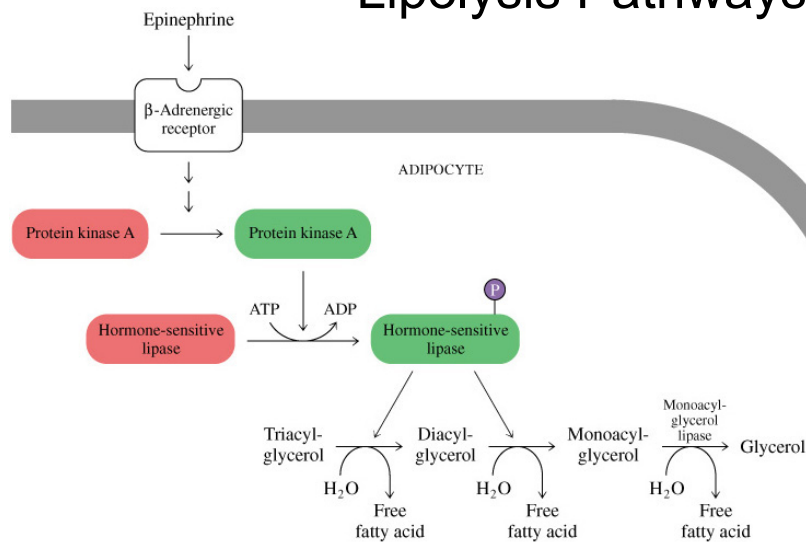 Lipolysis Pathways
Epinephrine
β-Adrenergic
receptor
ADIPOCYTE
Protein kinase A
Protein kinase A
P
ATP
ADP
Hormone-sensitive
lipase
Hormone-sensitive
lipase
Triacyl-
glycerol
Diacyl-
glycerol
Monoacyl-
glycerol
Monoacyl-
glycerol
lipase
Glycerol
H₂O
H₂O
H₂O
Free
fatty acid
Free
fatty acid
Free
fatty acid